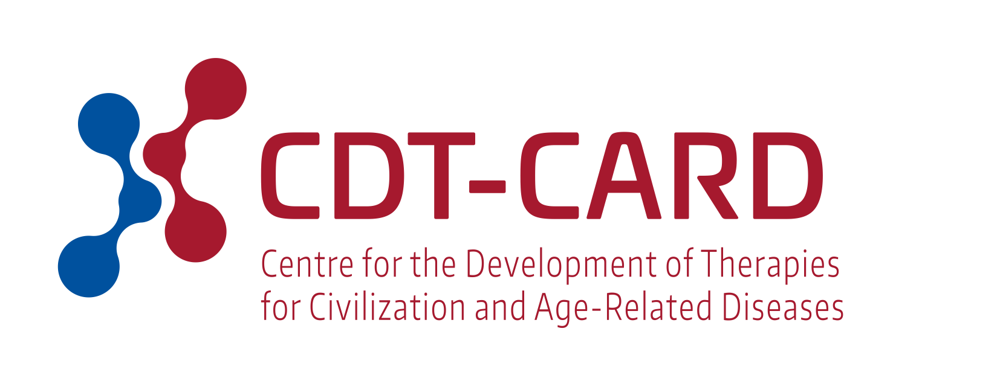 CDT-CARD
Centre for the Development of Therapies
for Civilization and Age-Related Diseases